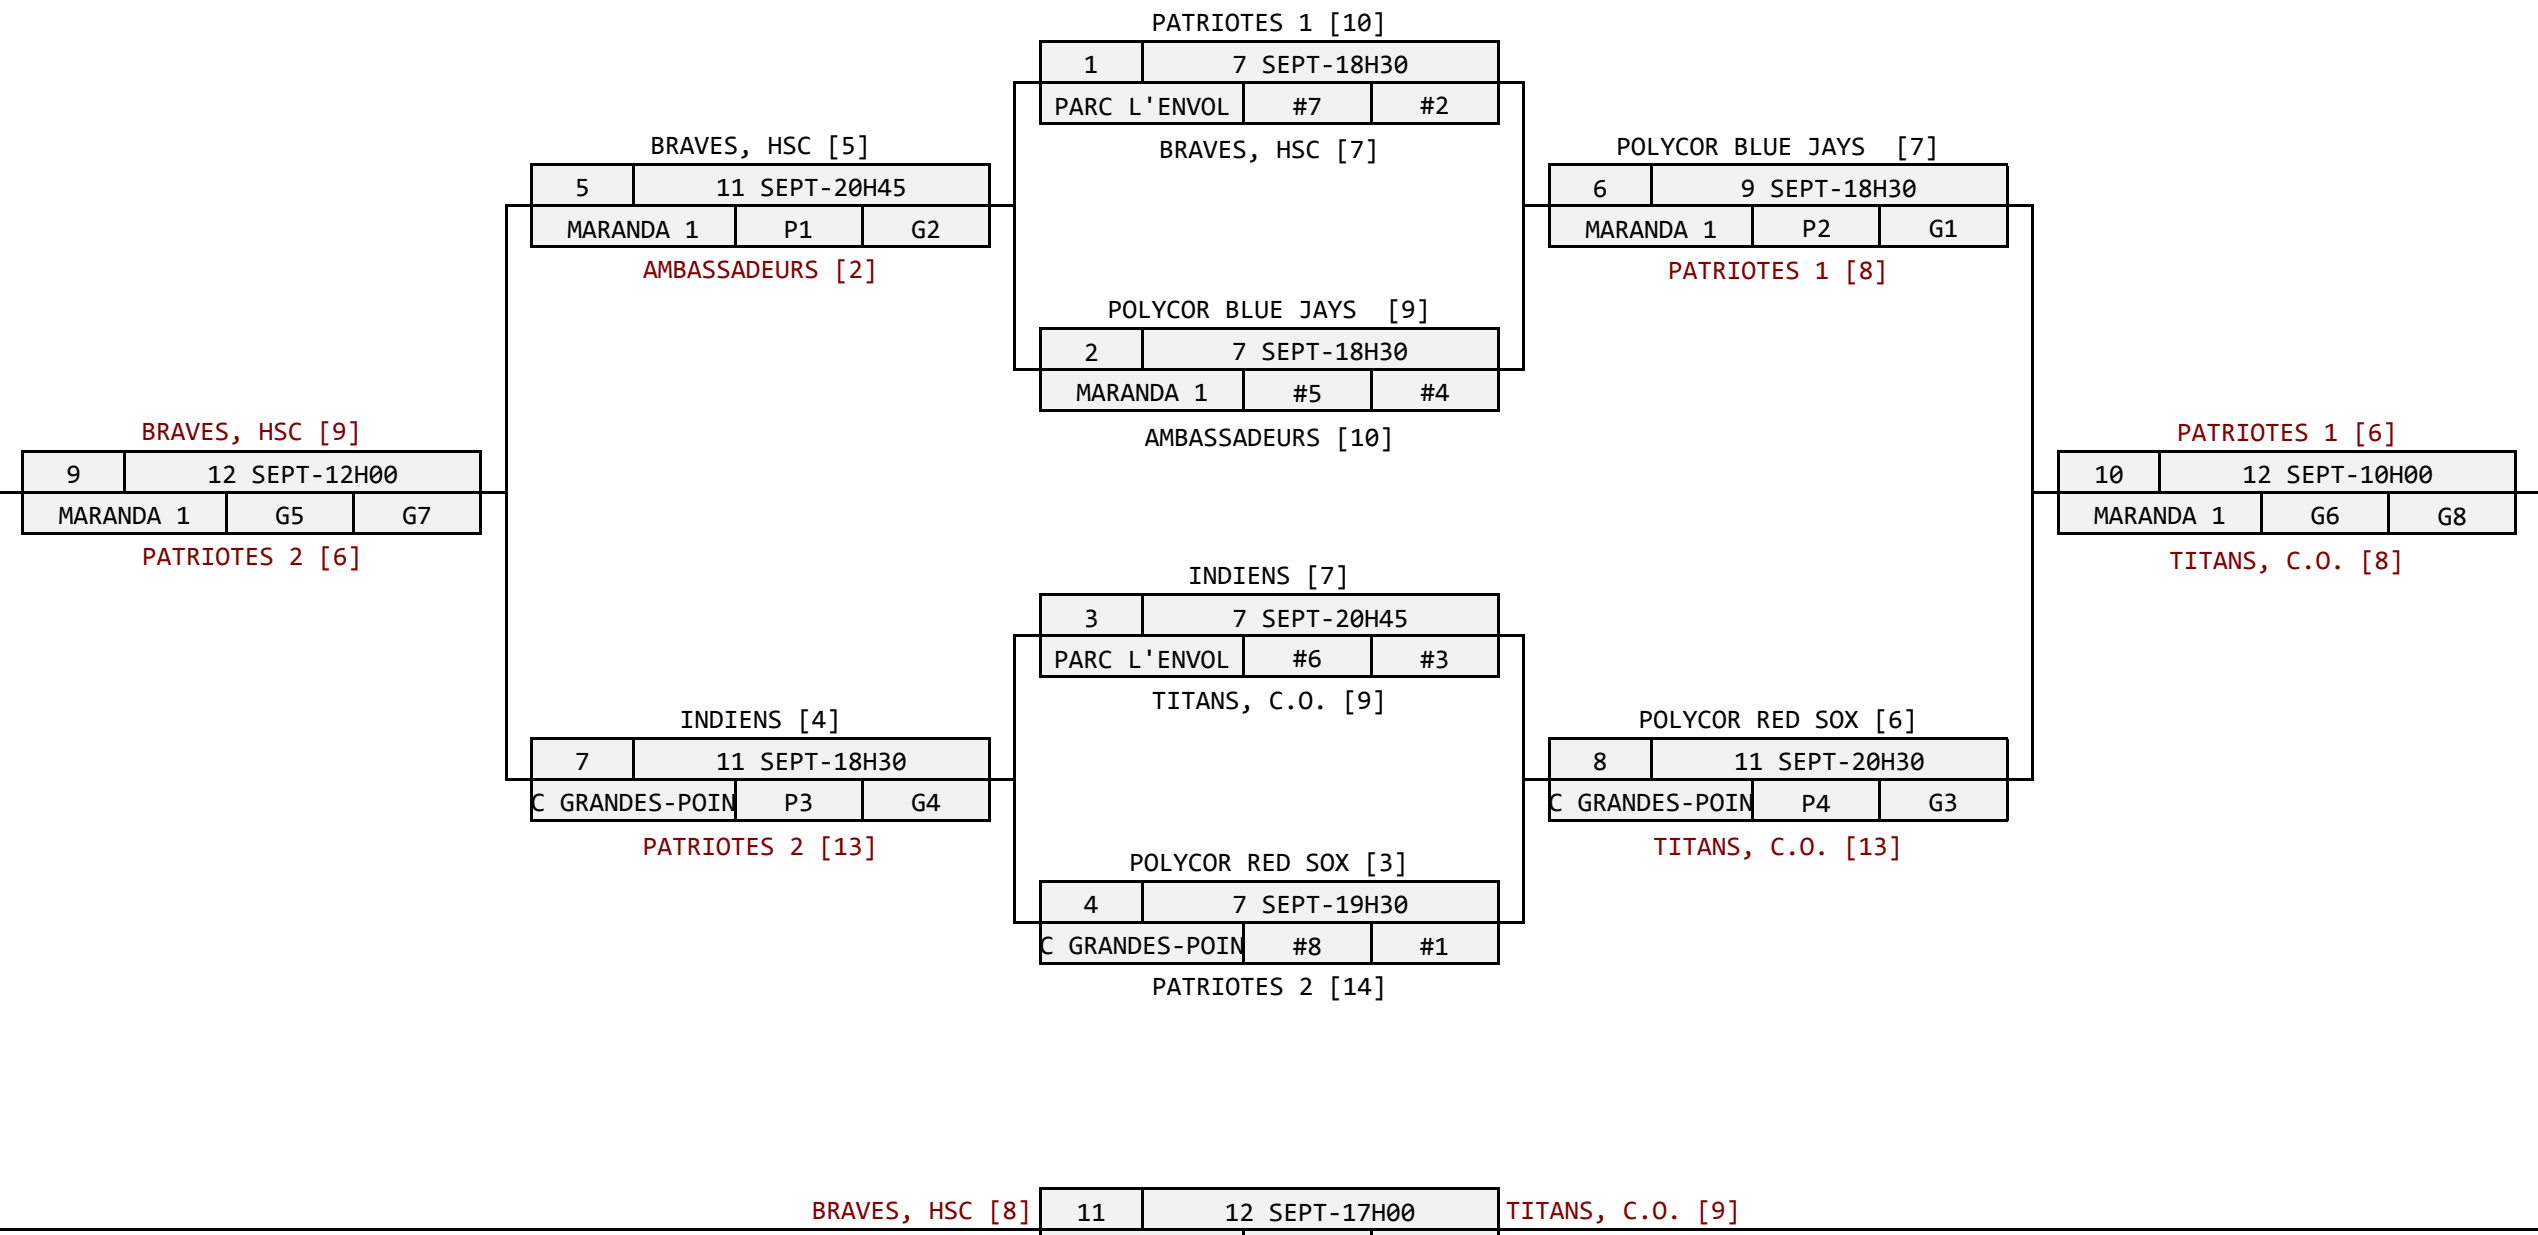 PATRIOTES 1 [10]
1 7 SEPT-18H30
PARC L'ENVOL #7 #2
BRAVES, HSC [7]
BRAVES, HSC [5]
5 11 SEPT-20H45
MARANDA 1 P1 G2
AMBASSADEURS [2]
POLYCOR BLUE JAYS [7]
6 9 SEPT-18H30
MARANDA 1 P2 G1
PATRIOTES 1 [8]
POLYCOR BLUE JAYS [9]
2 7 SEPT-18H30
MARANDA 1 #5 #4
AMBASSADEURS [10]
BRAVES, HSC [9]
9 12 SEPT-12H00
MARANDA 1 G5 G7
PATRIOTES 2 [6]
PATRIOTES 1 [6]
10 12 SEPT-10H00
MARANDA 1 G6 G8
TITANS, C.O. [8]
INDIENS [7]
3 7 SEPT-20H45
PARC L'ENVOL #6 #3
TITANS, C.O. [9]
INDIENS [4]
7 11 SEPT-18H30
C GRANDES-POIN P3 G4
PATRIOTES 2 [13]
POLYCOR RED SOX [6]
8 11 SEPT-20H30
C GRANDES-POIN P4 G3
TITANS, C.O. [13]
POLYCOR RED SOX [3]
4 7 SEPT-19H30
C GRANDES-POIN #8 #1
PATRIOTES 2 [14]
BRAVES, HSC [8] 11 12 SEPT-17H00 TITANS, C.O. [9]